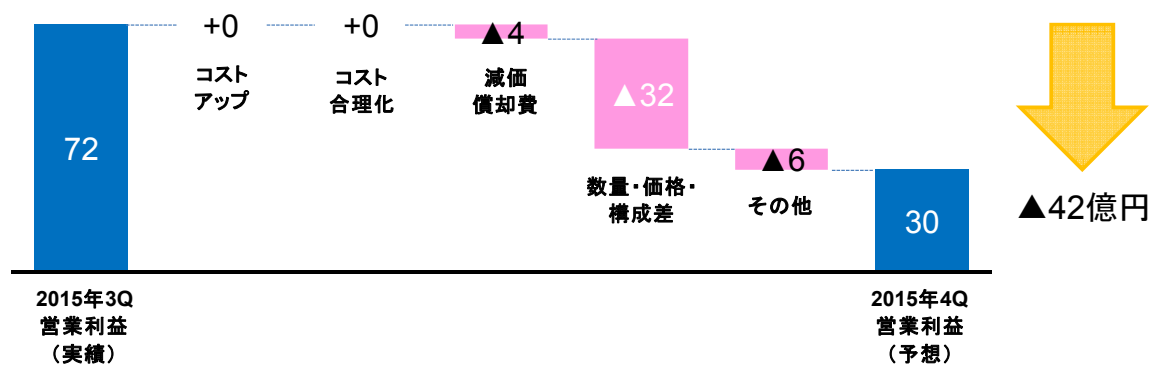 +0
+0
▲4
コスト
アップ
コスト
合理化
減価
償却費
▲32
72
▲6
数量・価格・
構成差
その他
30
▲42億円
2015年3Q
営業利益
（実績）
2015年4Q
営業利益
（予想）